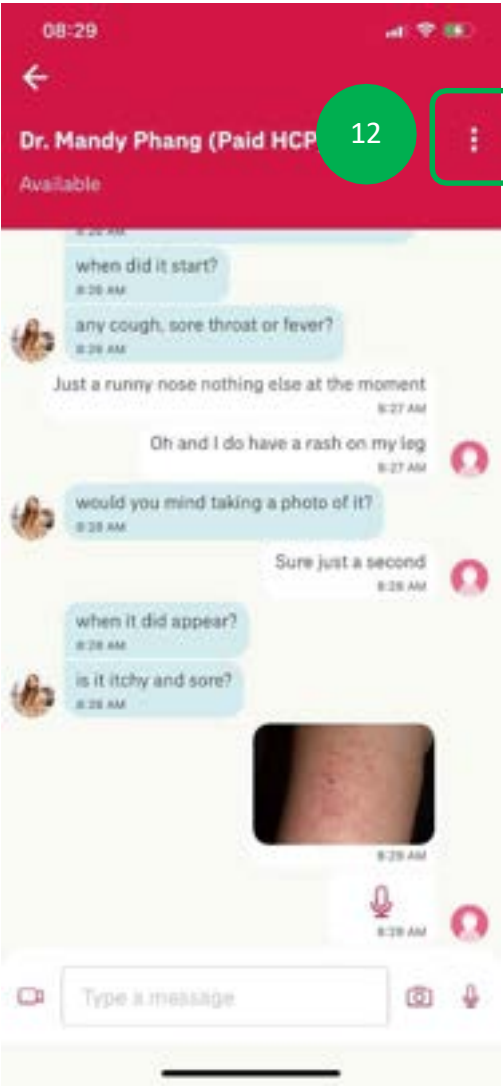 08:29
Dr. Mandy Phang (Paid HCP
12
Available
when did it start?
8:26 AM
any cough, sore throat or fever?
8:26 AM
Just a runny nose nothing else at the moment
8:27 AM
Oh and I do have a rash on my leg
8:27 AM
would you mind taking a photo of it?
8:28 AM
Sure just a second
8:28 AM
when it did appear?
8:28 AM
is it itchy and sore?
8:28 AM
8:29 AM
8:29 AM
Type a message